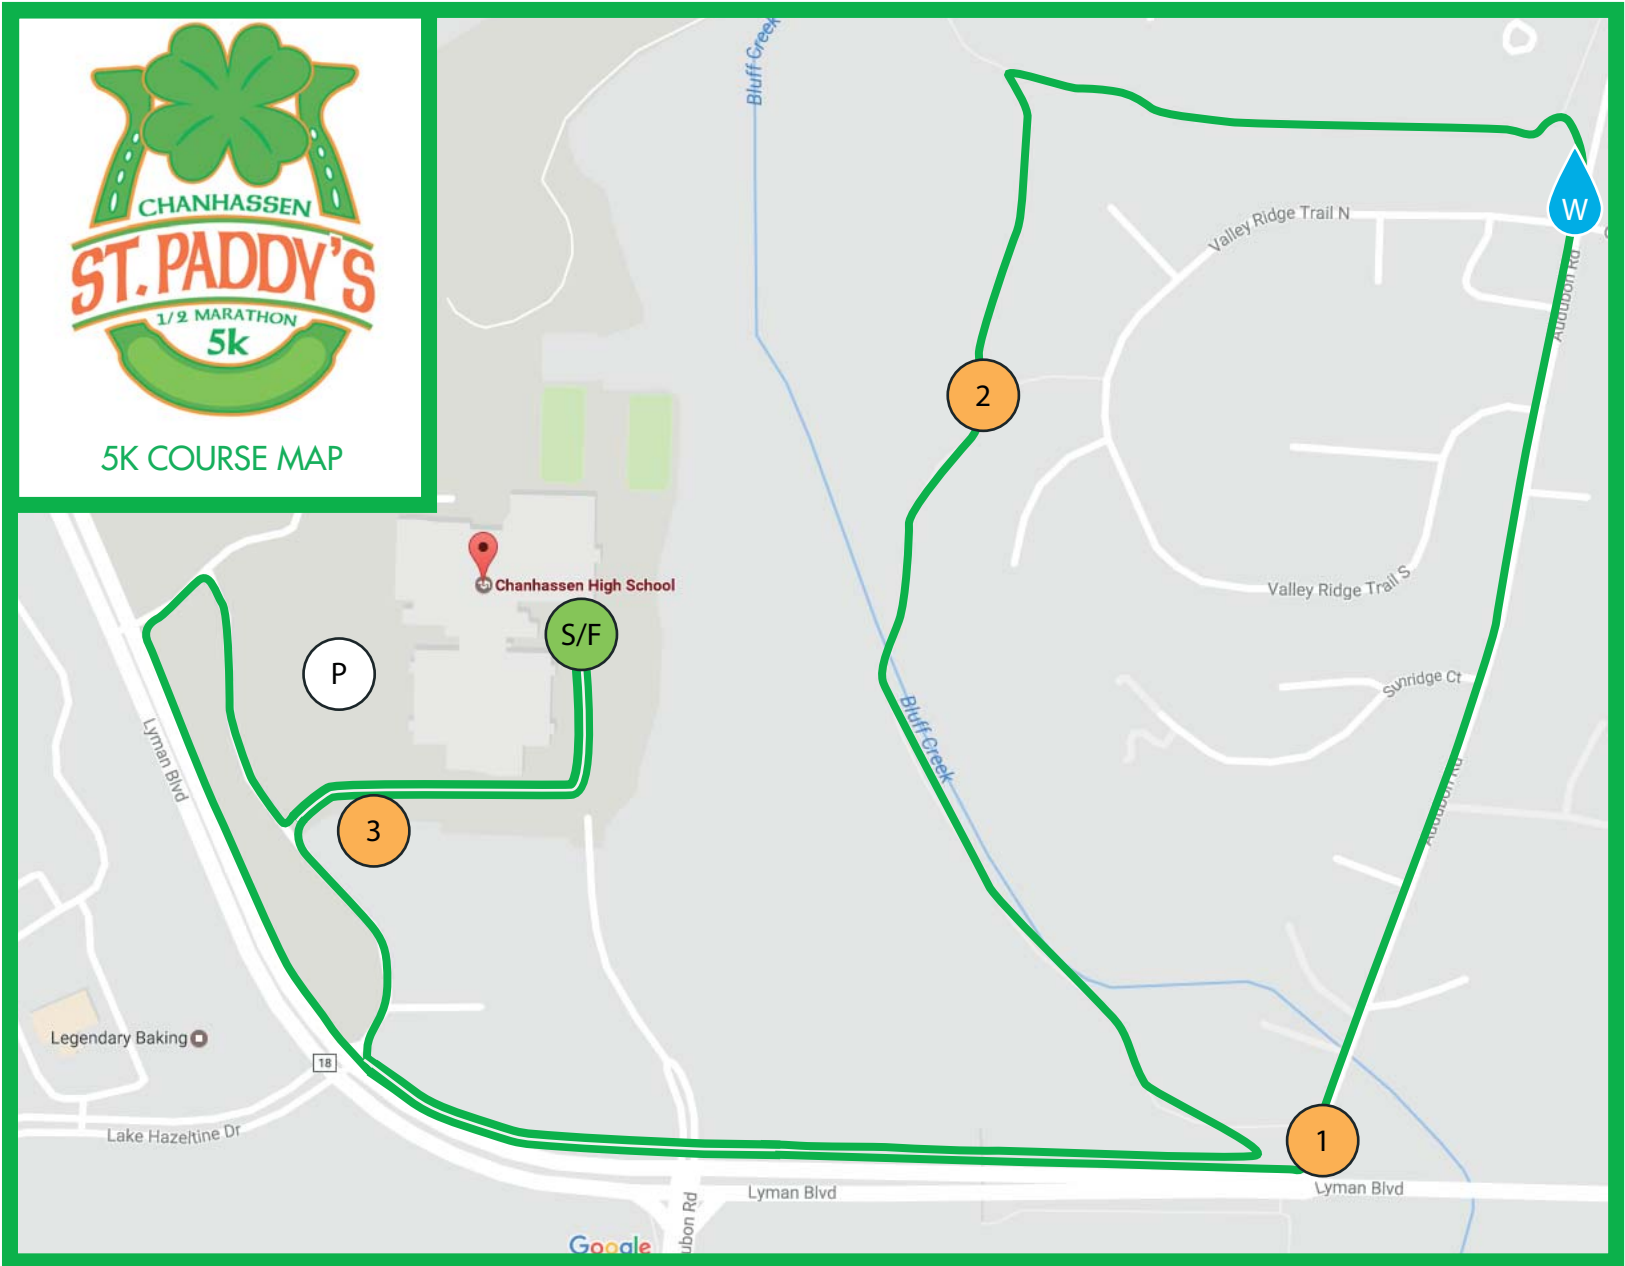 CHANHASSEN
ST. PADDY'S
1/2 MARATHON
5k
5K COURSE MAP
Bluff Creek
W
Valley Ridge Trail N
Audubon Rd
2
Chanhassen High School
S/F
P
Valley Ridge Trail S
Sunridge Ct
Lyman Blvd
Bluff Creek
Audubon Rd
3
Legendary Baking
18
Lake Hazeltine Dr
1
Lyman Blvd
Lyman Blvd
ubon Rd
Google